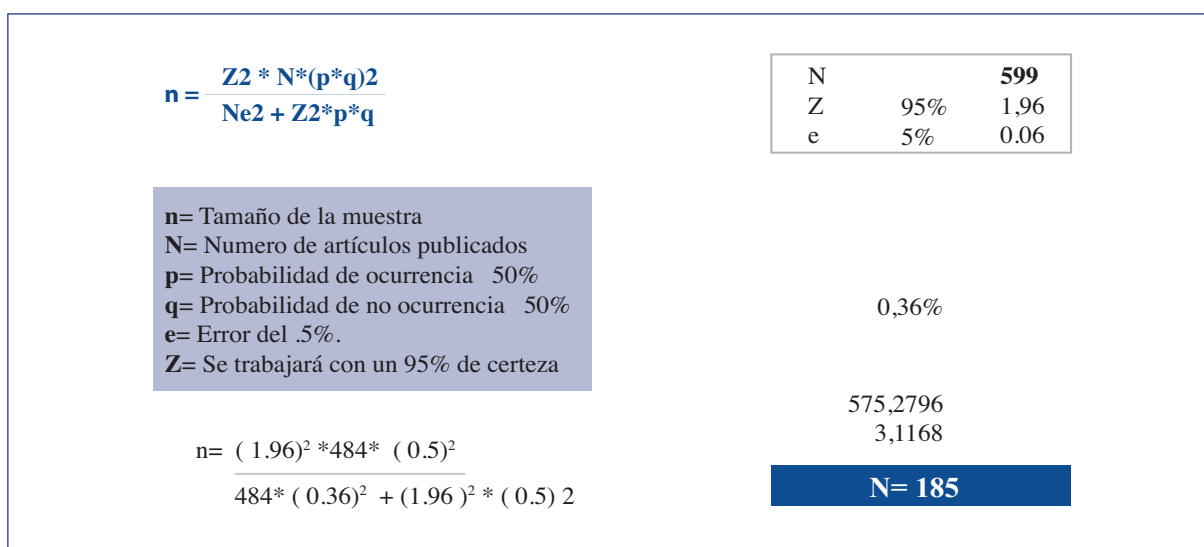 n = Z2 * N*(p*q)2
Ne2 + Z2*p*q
N 599
Z 95% 1,96
e 5% 0.06
n= Tamaño de la muestra
N= Numero de artículos publicados
p= Probabilidad de ocurrencia 50%
q= Probabilidad de no ocurrencia 50%
e= Error del .5%.
Z= Se trabajará con un 95% de certeza
0,36%
575,2796
3,1168
n= ( 1.96)² *484* ( 0.5)²
484* ( 0.36)² + (1.96 )² * ( 0.5) 2
N= 185